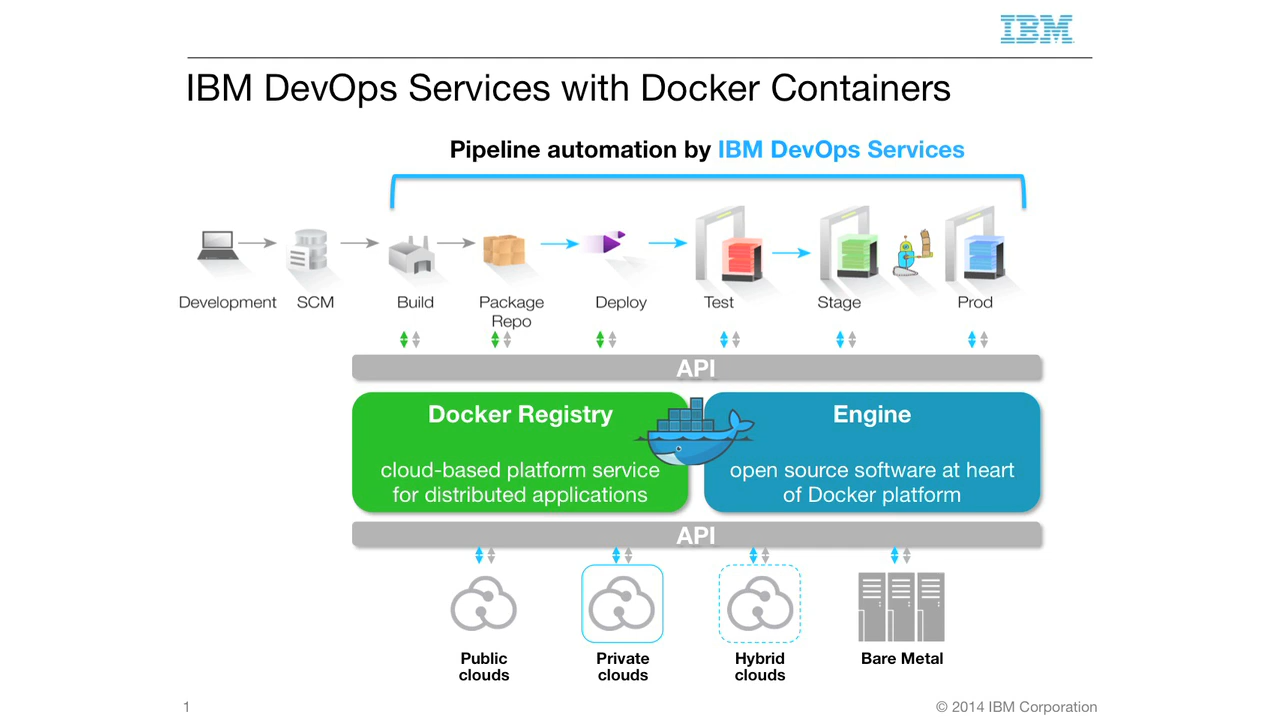 IBM
IBM DevOps Services with Docker Containers
Pipeline automation by IBM DevOps Services
Development
SCM
Build
Package
Repo
Deploy
Test
Stage
Prod
API
Docker Registry
cloud-based platform service
for distributed applications
Engine
open source software at heart
of Docker platform
API
Public
clouds
Private
clouds
Hybrid
clouds
Bare Metal
1
© 2014 IBM Corporation